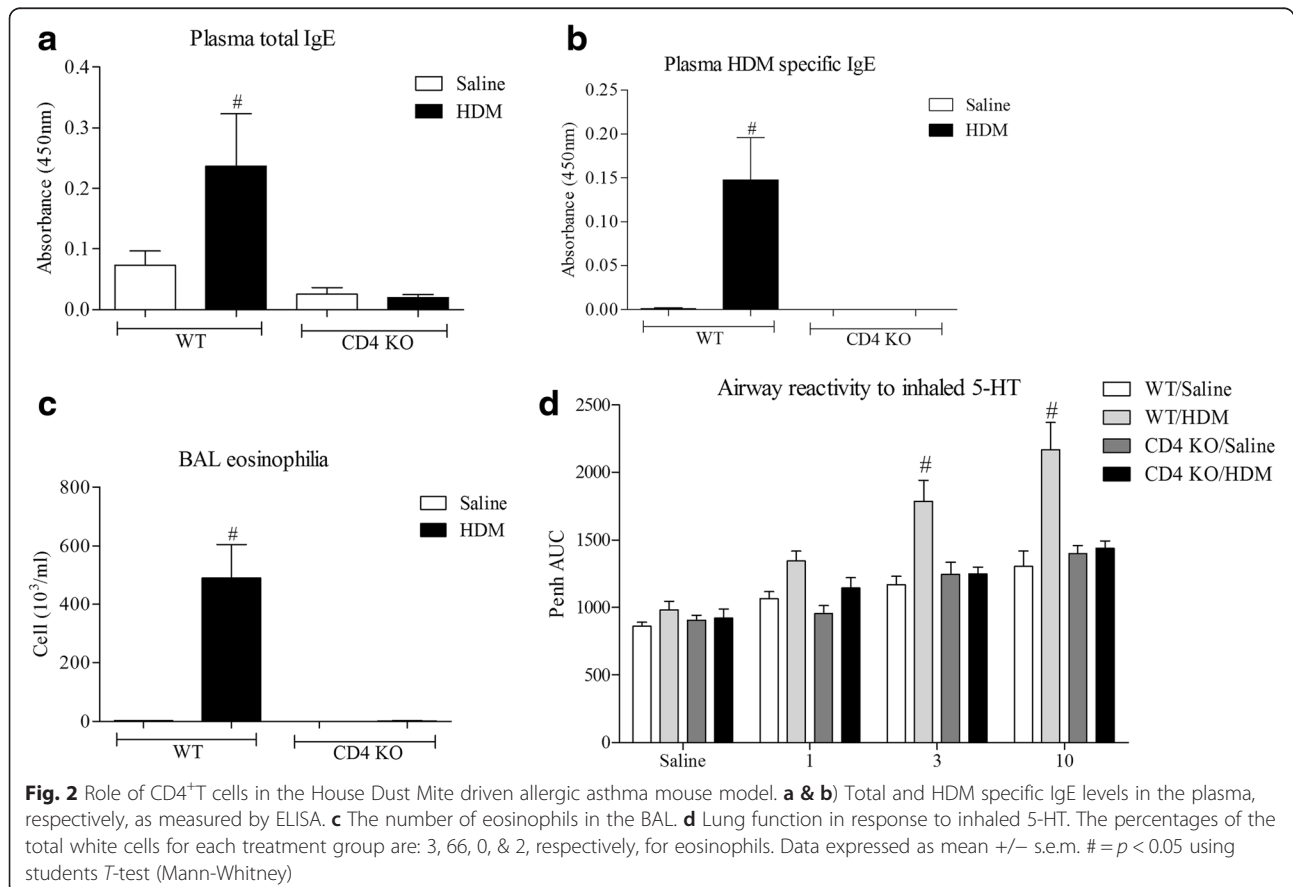 a
Plasma total IgE
Absorbance (450nm)
0.4
0.3
0.2
0.1
0.0
#
Saline
HDM
WT
CD4 KO
b
Plasma HDM specific IgE
Absorbance (450nm)
0.25
0.20
0.15
0.10
0.05
0.00
#
Saline
HDM
WT
CD4 KO
c
BAL eosinophilia
Cell (10³/ml)
800
600
400
200
0
#
Saline
HDM
WT
CD4 KO
d
Airway reactivity to inhaled 5-HT
Penh AUC
2500
2000
1500
1000
500
0
#
#
WT/Saline
WT/HDM
CD4 KO/Saline
CD4 KO/HDM
Saline
1
3
10
Fig. 2 Role of CD4⁺T cells in the House Dust Mite driven allergic asthma mouse model. a & b) Total and HDM specific IgE levels in the plasma,
respectively, as measured by ELISA. c The number of eosinophils in the BAL. d Lung function in response to inhaled 5-HT. The percentages of the
total white cells for each treatment group are: 3, 66, 0, & 2, respectively, for eosinophils. Data expressed as mean +/− s.e.m. # = p < 0.05 using
students T-test (Mann-Whitney)